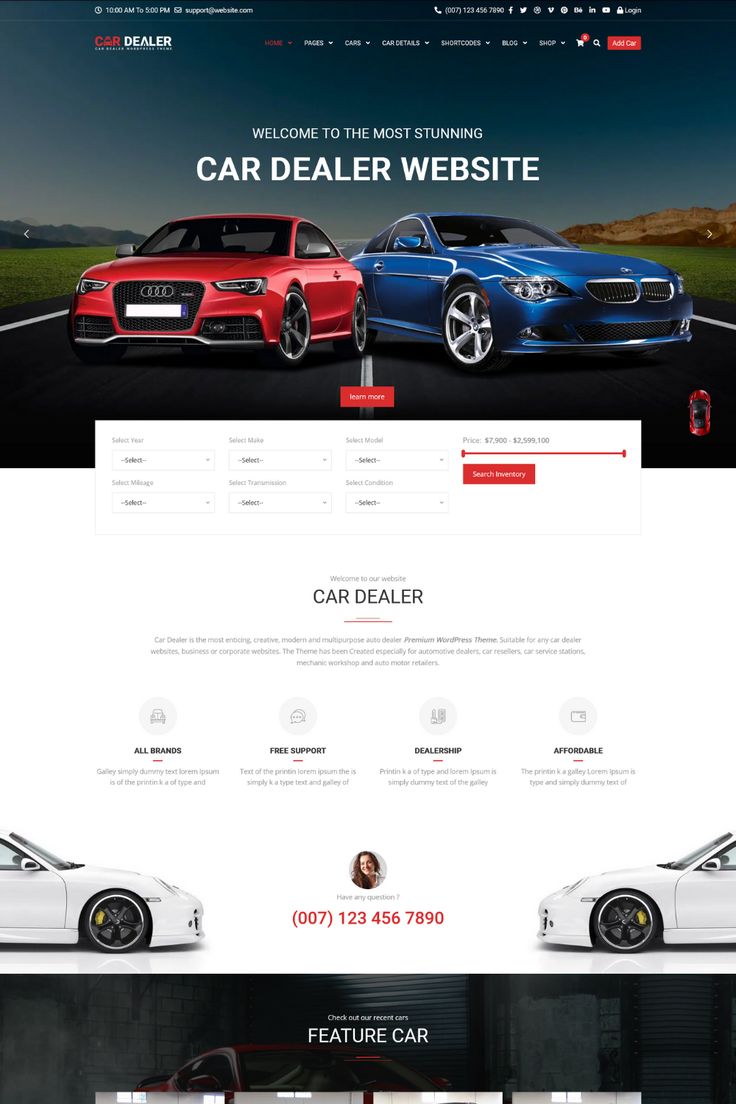 10:00 AM To 5:00 PM support@website.com (007) 123 456 7890 Login
CAR DEALER
CAR DEALER WORDPRESS THEME
HOME PAGES CARS CAR DETAILS SHORTCODES BLOG SHOP 0 Add Car
WELCOME TO THE MOST STUNNING
CAR DEALER WEBSITE
learn more
Select Year Select Make Select Model Price: $7,900 - $2,599,100
--Select-- --Select-- --Select--
Search Inventory
Select Mileage Select Transmission Select Condition
--Select-- --Select-- --Select--
Welcome to our website
CAR DEALER
Car Dealer is the most enticing, creative, modern and multipurpose auto dealer Premium WordPress Theme. Suitable for any car dealer
websites, business or corporate websites. The Theme has been Created especially for automotive dealers, car resellers, car service stations,
mechanic workshop and auto motor retailers.
ALL BRANDS FREE SUPPORT DEALERSHIP AFFORDABLE
Galley simply dummy text lorem Ipsum Text of the printin lorem ipsum the is Printin k a of type and lorem Ipsum is The printin k a galley Lorem Ipsum is
is of the printin k a of type and simply k a type text and galley of simply dummy text of the galley type and simply dummy text of
Have any question ?
(007) 123 456 7890
Check out our recent cars
FEATURE CAR